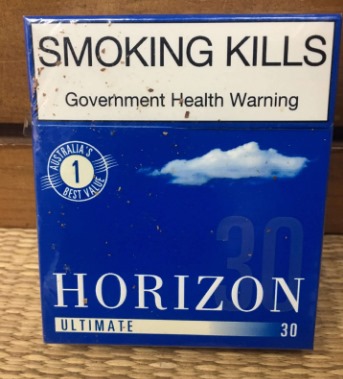 SMOKING KILLS
Government Health Warning
AUSTRALIA'S
1
BEST VALUE
30
HORIZON
ULTIMATE 30